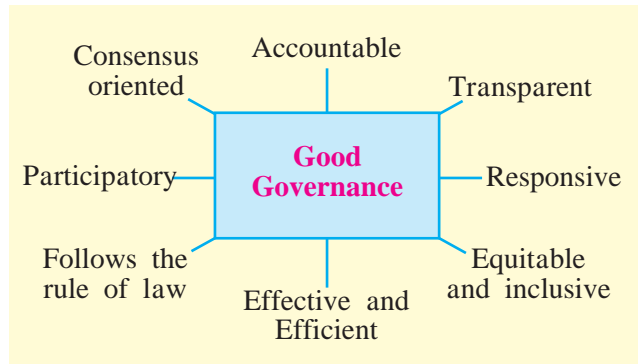 Accountable
Consensus
oriented
Transparent
Good
Governance
Participatory
Responsive
Follows the
rule of law
Equitable
and inclusive
Effective and
Efficient